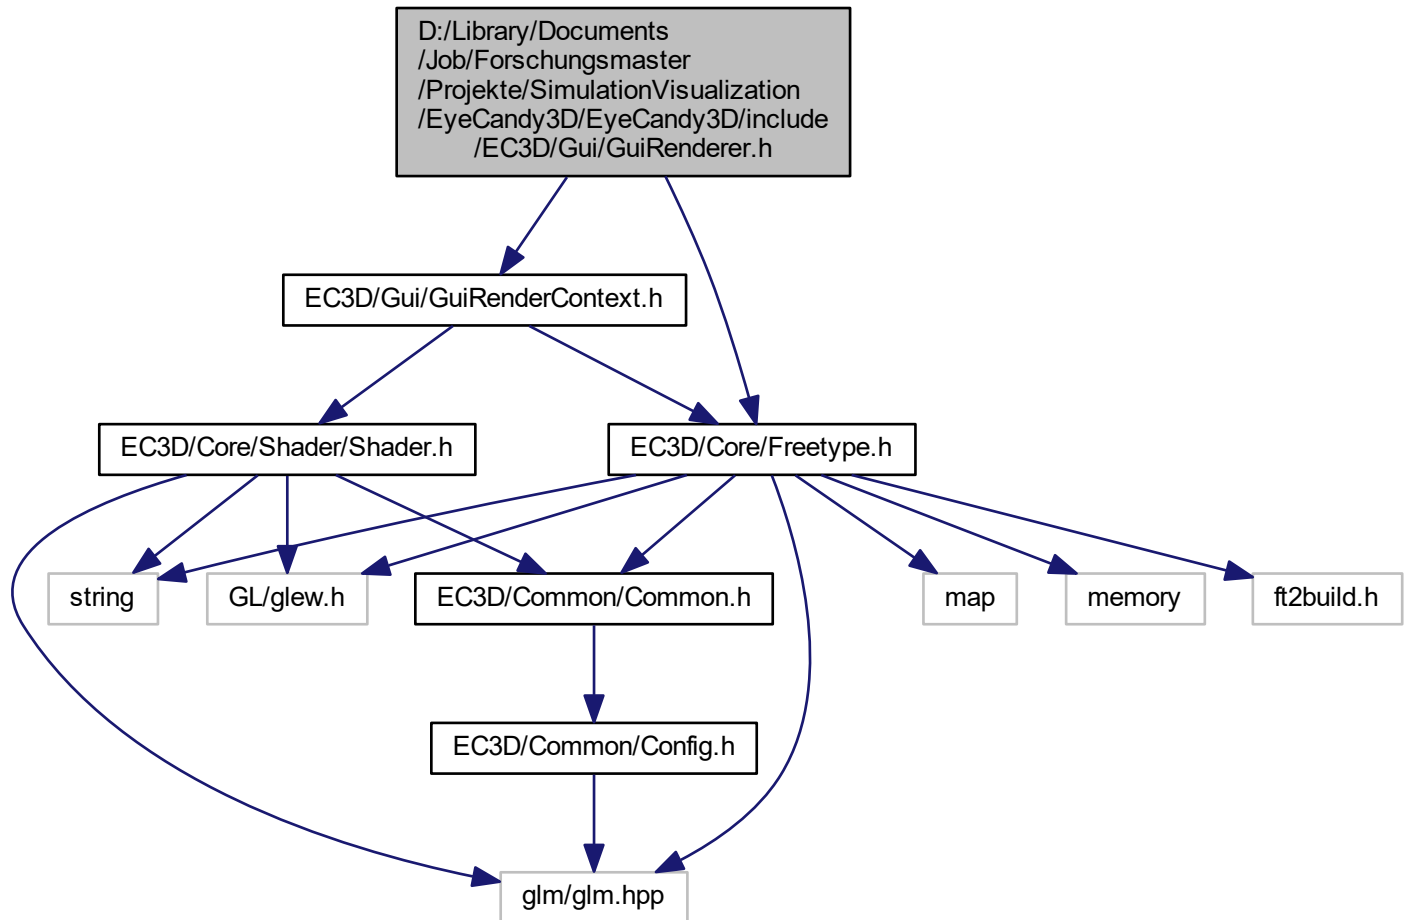 D:/Library/Documents
/Job/Forschungsmaster
/Projekte/SimulationVisualization
/EyeCandy3D/EyeCandy3D/include
/EC3D/Gui/GuiRenderer.h
EC3D/Gui/GuiRenderContext.h
EC3D/Core/Shader/Shader.h
EC3D/Core/Freetype.h
string
GL/glew.h
EC3D/Common/Common.h
map
memory
ft2build.h
EC3D/Common/Config.h
glm/glm.hpp